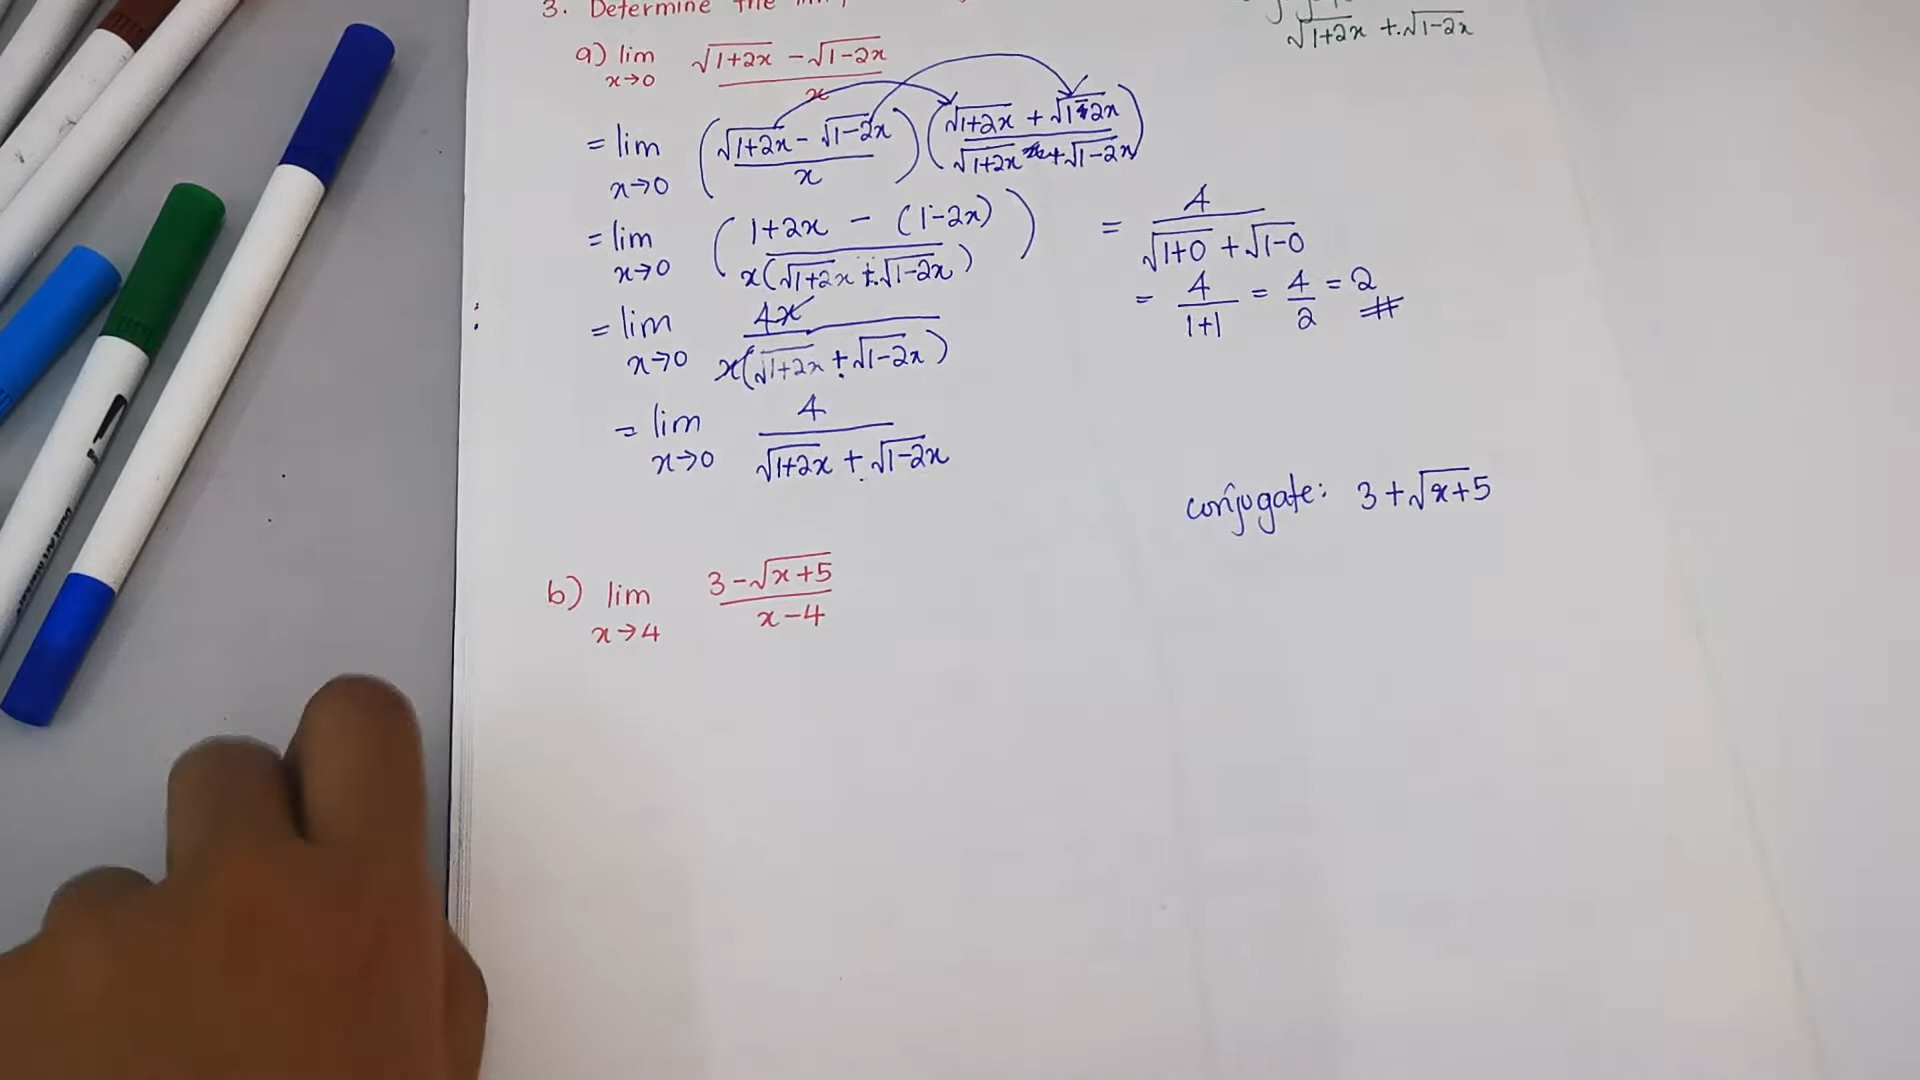 3. Determine the
√1+2x + √1-2x
a) lim x→0 (√1+2x - √1-2x)/x
= lim x→0 ((√1+2x - √1-2x)/x) ((√1+2x + √1-2x)/(√1+2x + √1-2x))
= lim x→0 ((1+2x - (1-2x))/(x(√1+2x + √1-2x)))
= 4/(√1+0 + √1-0)
= lim x→0 4x/(x(√1+2x + √1-2x))
= 4/(1+1) = 4/2 = 2 #
= lim x→0 4/(√1+2x + √1-2x)
conjugate: 3+√x+5
b) lim x→4 (3-√x+5)/(x-4)